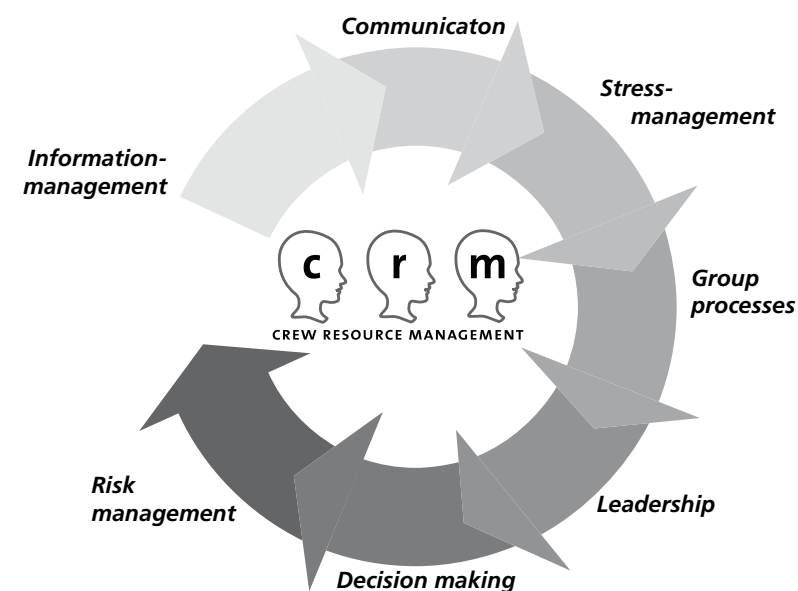 Communicaton
Stress-
management
Information-
management
c r m
CREW RESOURCE MANAGEMENT
Group
processes
Risk
management
Leadership
Decision making